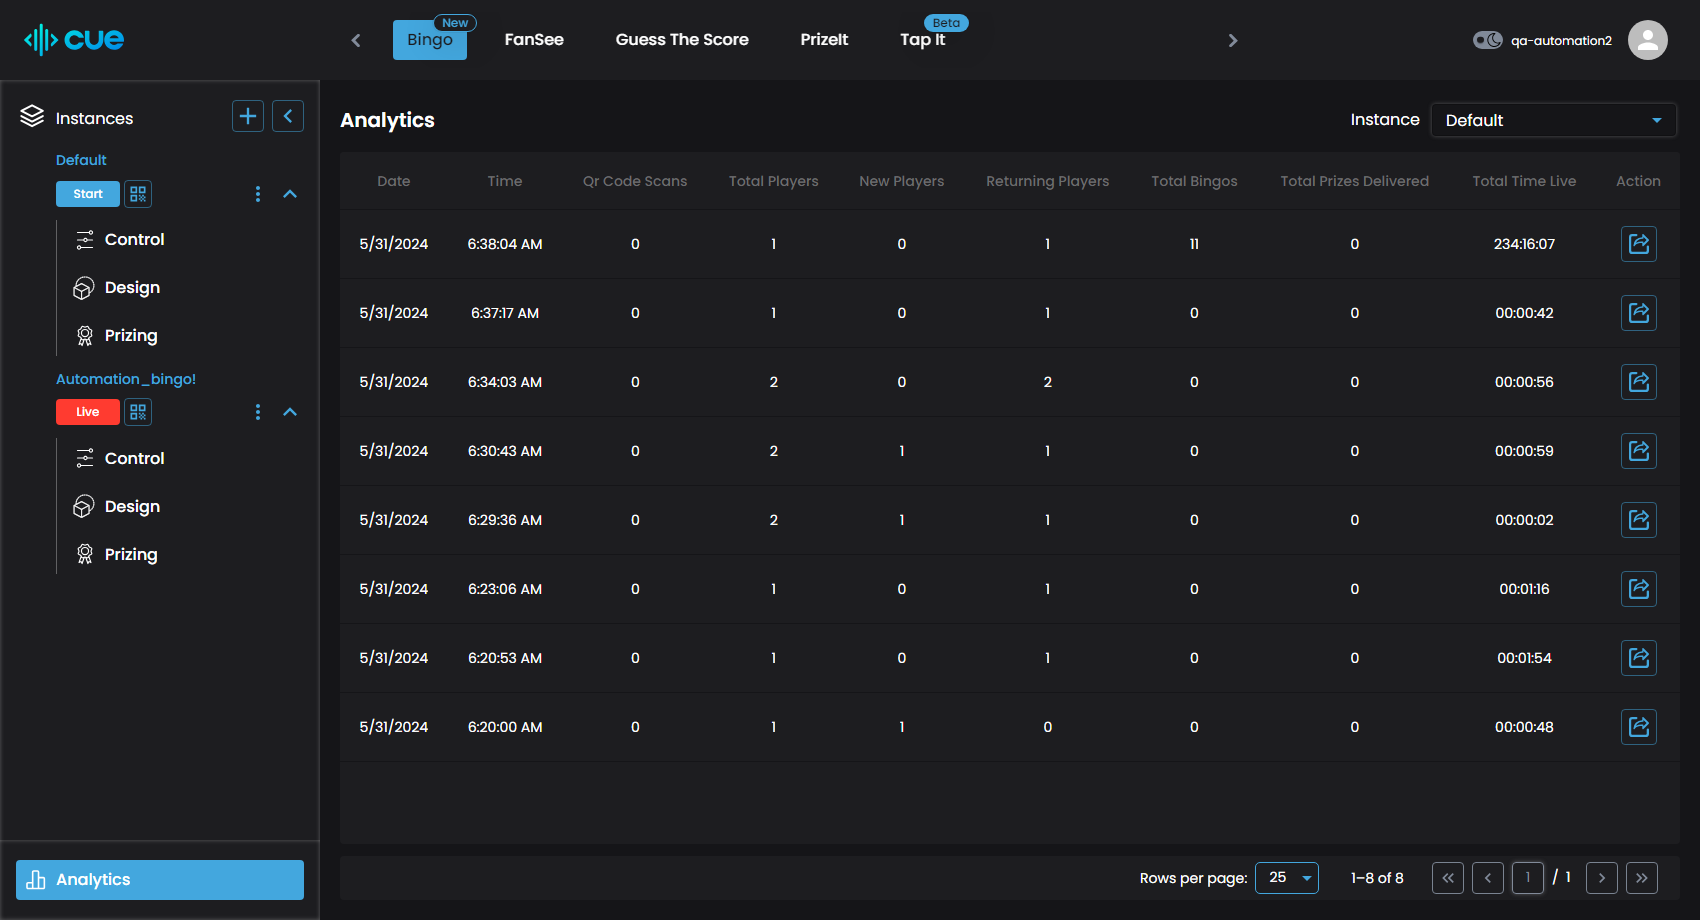 cue
Bingo New FanSee Guess The Score PrizeIt Tap It Beta
qa-automation2
Instances
Default
Start
Control
Design
Prizing
Automation_bingo!
Live
Control
Design
Prizing
Analytics
Analytics
Instance Default
Date Time Qr Code Scans Total Players New Players Returning Players Total Bingos Total Prizes Delivered Total Time Live Action
5/31/2024 6:38:04 AM 0 1 0 1 11 0 234:16:07
5/31/2024 6:37:17 AM 0 1 0 1 0 0 00:00:42
5/31/2024 6:34:03 AM 0 2 0 2 0 0 00:00:56
5/31/2024 6:30:43 AM 0 2 1 1 0 0 00:00:59
5/31/2024 6:29:36 AM 0 2 1 1 0 0 00:00:02
5/31/2024 6:23:06 AM 0 1 0 1 0 0 00:01:16
5/31/2024 6:20:53 AM 0 1 0 1 0 0 00:01:54
5/31/2024 6:20:00 AM 0 1 1 0 0 0 00:00:48
Rows per page: 25 1–8 of 8 1 / 1